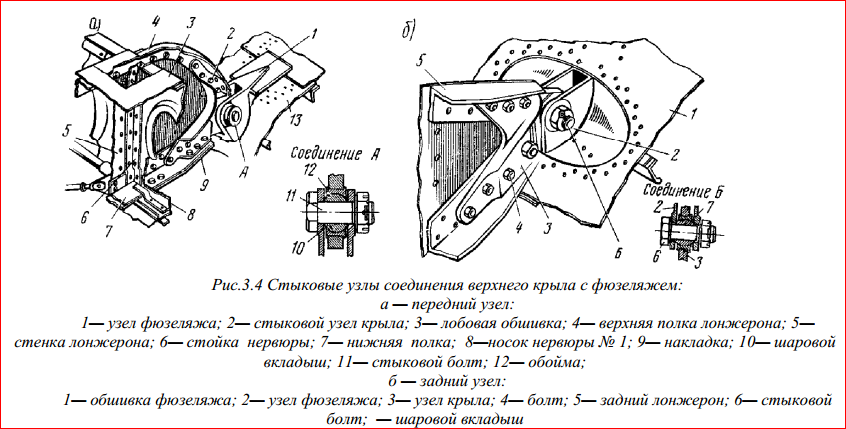 а)
4
3
2
1
13
5
А
9
6
7
8
Соединение А
12
11
10
б)
5
1
2
4
3
Б
Соединение Б
2
7
6
3
Рис.3.4 Стыковые узлы соединения верхнего крыла с фюзеляжем:
а — передний узел:
1— узел фюзеляжа; 2— стыковой узел крыла; 3— лобовая обшивка; 4— верхняя полка лонжерона; 5—
стенка лонжерона; 6— стойка нервюры; 7— нижняя полка; 8—носок нервюры № 1; 9— накладка; 10— шаровой
вкладыш; 11— стыковой болт; 12— обойма;
б — задний узел:
1— обшивка фюзеляжа; 2— узел фюзеляжа; 3— узел крыла; 4— болт; 5— задний лонжерон; 6— стыковой
болт; — шаровой вкладыш